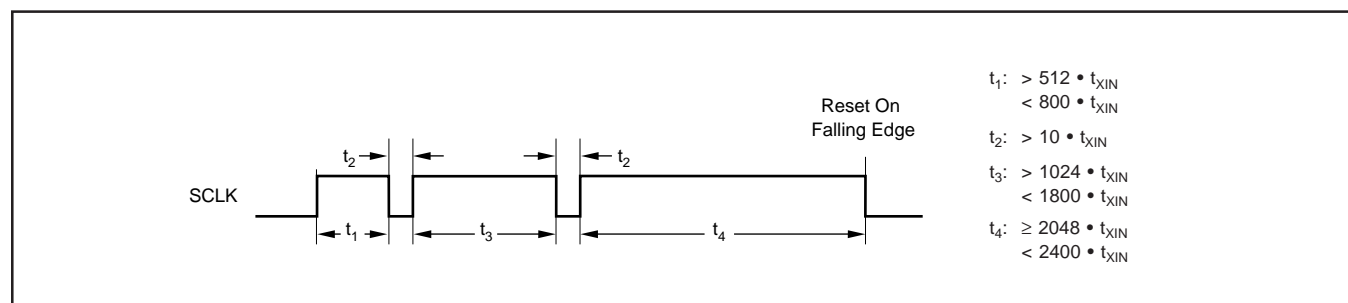 Reset On
Falling Edge
t₂
t₂
SCLK
t₁
t₃
t₄
t₁: > 512 • tXIN
< 800 • tXIN
t₂: > 10 • tXIN
t₃: > 1024 • tXIN
< 1800 • tXIN
t₄: ≥ 2048 • tXIN
< 2400 • tXIN